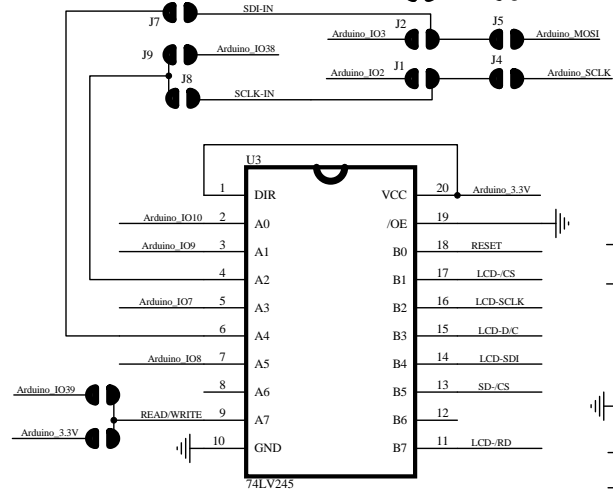 J7 SDI-IN
J2 J5
Arduino_IO3 Arduino_MOSI
J9 Arduino_IO38
J1 J4
Arduino_IO2 Arduino_SCLK
J8
SCLK-IN
U3
1 DIR VCC 20 Arduino_3.3V
Arduino_IO10 2 A0 /OE 19
Arduino_IO9 3 A1 B0 18 RESET
4 A2 B1 17 LCD-/CS
Arduino_IO7 5 A3 B2 16 LCD-SCLK
6 A4 B3 15 LCD-D/C
Arduino_IO8 7 A5 B4 14 LCD-SDI
Arduino_IO39 8 A6 B5 13 SD-/CS
READ/WRITE 9 A7 B6 12
Arduino_3.3V 10 GND B7 11 LCD-/RD
74LV245